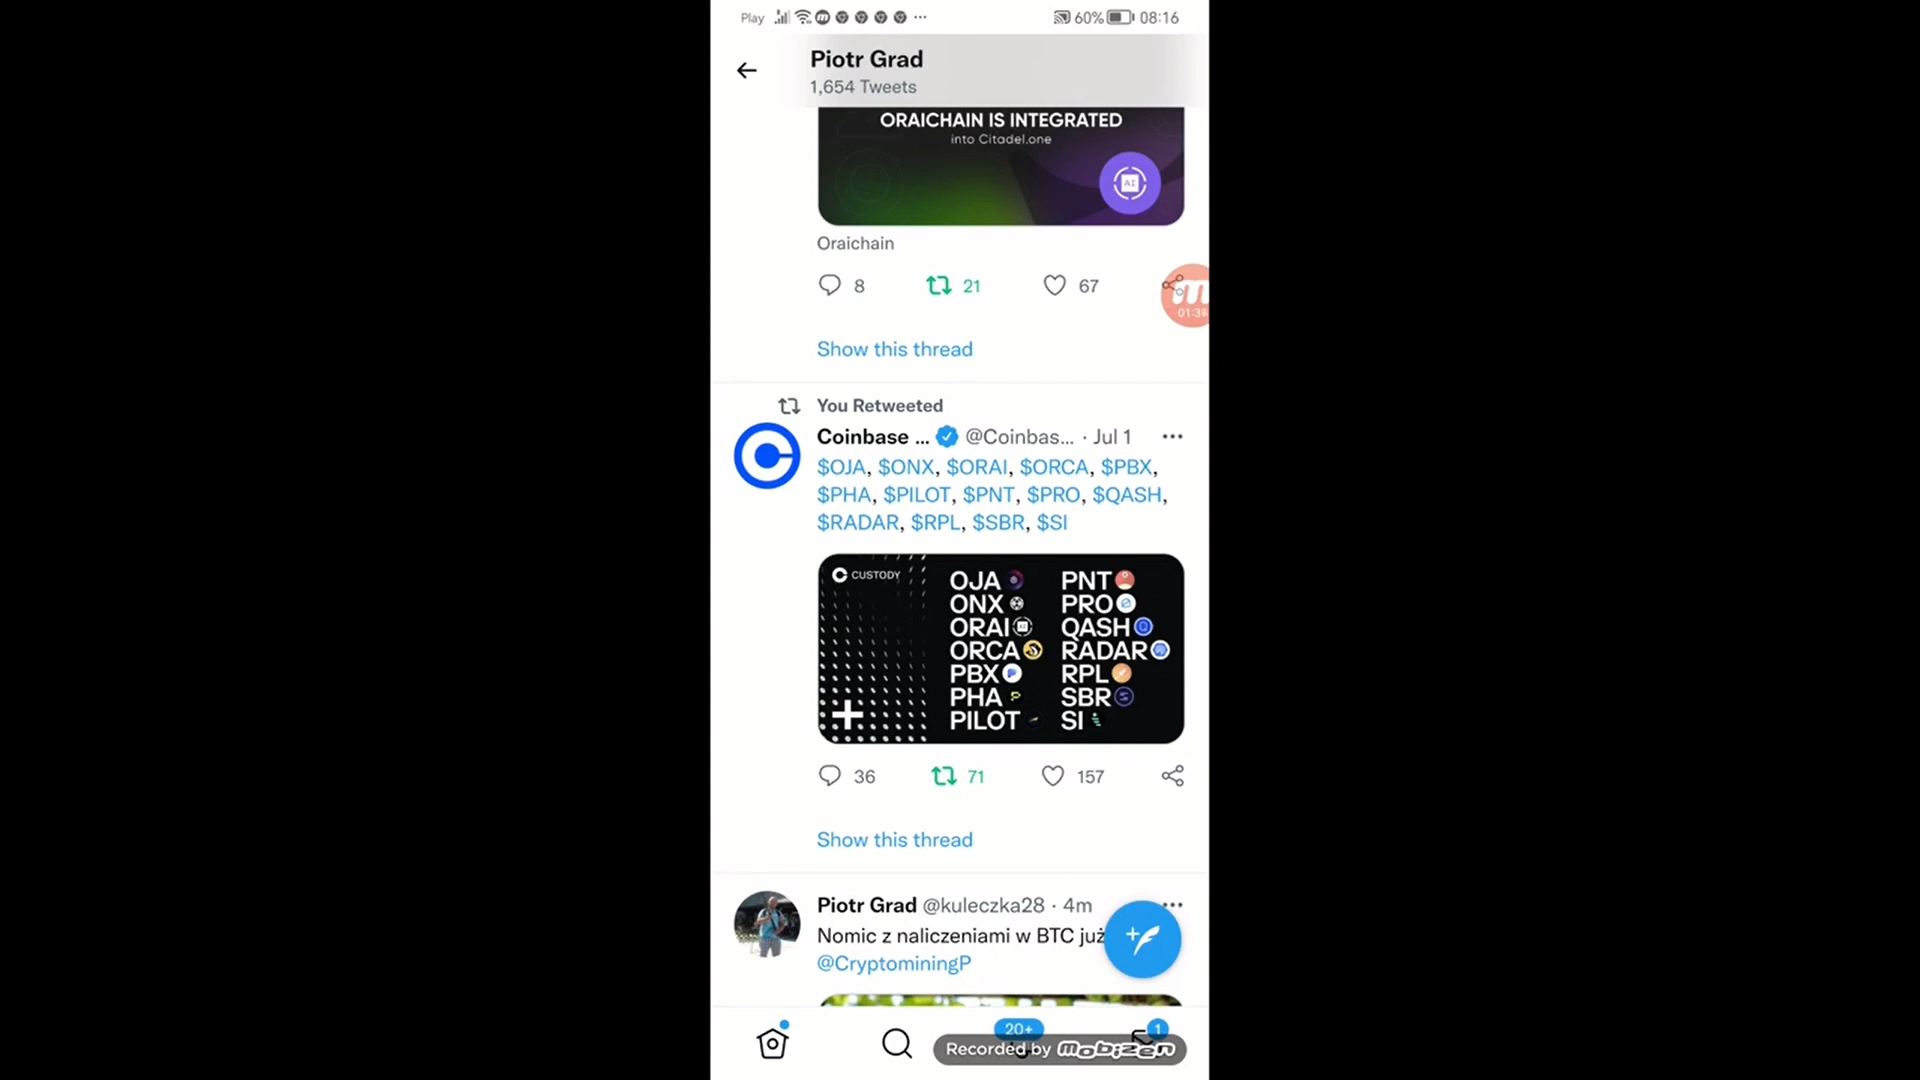 Play 60% 08:16
Piotr Grad
1,654 Tweets
ORAICHAIN IS INTEGRATED
into Citadel.one
AI
Oraichain
8 21 67
01:39
Show this thread
You Retweeted
Coinbase ... @Coinbas... · Jul 1
$OJA, $ONX, $ORAI, $ORCA, $PBX,
$PHA, $PILOT, $PNT, $PRO, $QASH,
$RADAR, $RPL, $SBR, $SI
CUSTODY
OJA PNT
ONX PRO
ORAI QASH
ORCA RADAR
PBX RPL
PHA SBR
PILOT SI
36 71 157
Show this thread
Piotr Grad @kuleczka28 · 4m
Nomic z naliczeniami w BTC już
@CryptominingP
20+ 1
Recorded by mobizen